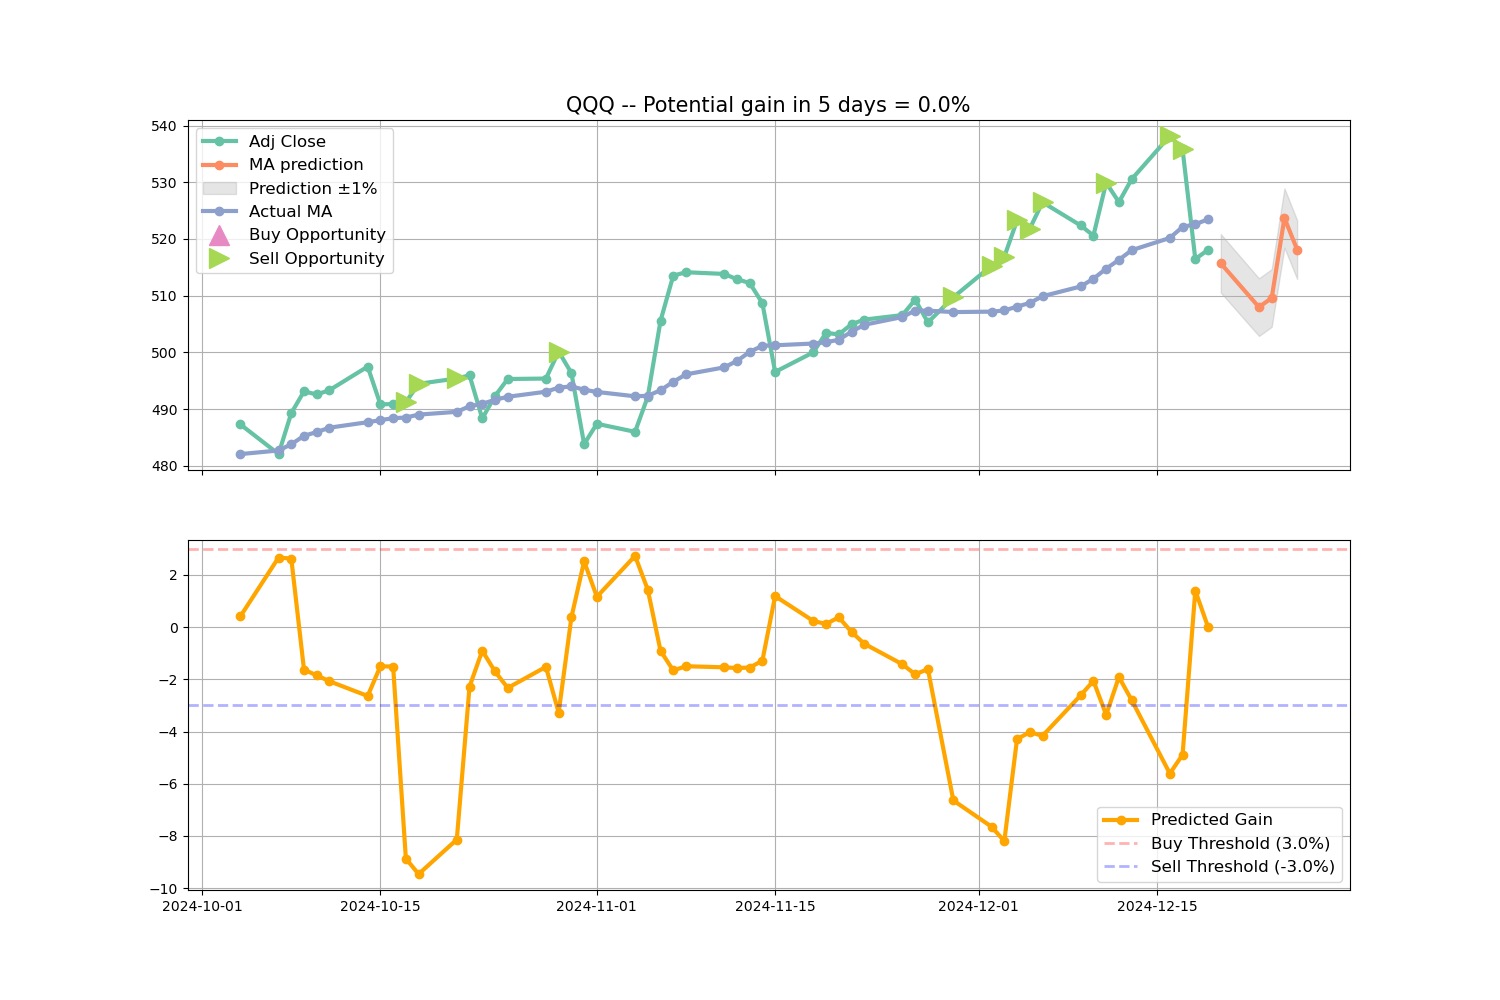 QQQ -- Potential gain in 5 days = 0.0%
540
530
520
510
500
490
480
Adj Close
MA prediction
Prediction ±1%
Actual MA
Buy Opportunity
Sell Opportunity
2
0
−2
−4
−6
−8
−10
Predicted Gain
Buy Threshold (3.0%)
Sell Threshold (-3.0%)
2024-10-01
2024-10-15
2024-11-01
2024-11-15
2024-12-01
2024-12-15